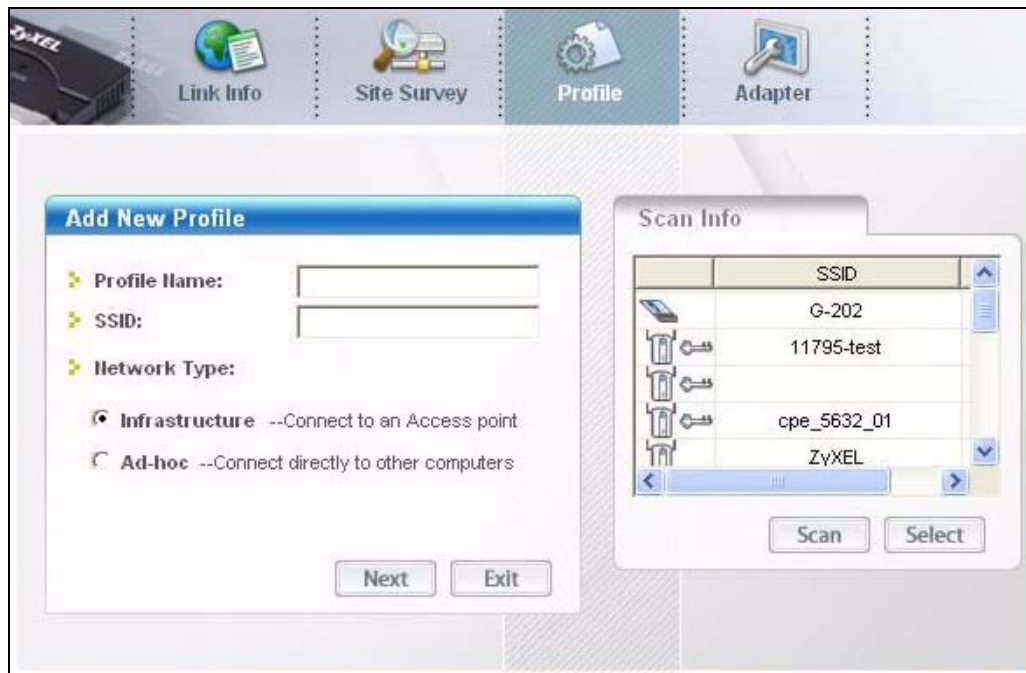 ZyXEL
Link Info
Site Survey
Profile
Adapter
Add New Profile
Profile Name:
SSID:
Network Type:
Infrastructure --Connect to an Access point
Ad-hoc --Connect directly to other computers
Next
Exit
Scan Info
SSID
G-202
11795-test
cpe_5632_01
ZyXEL
Scan
Select